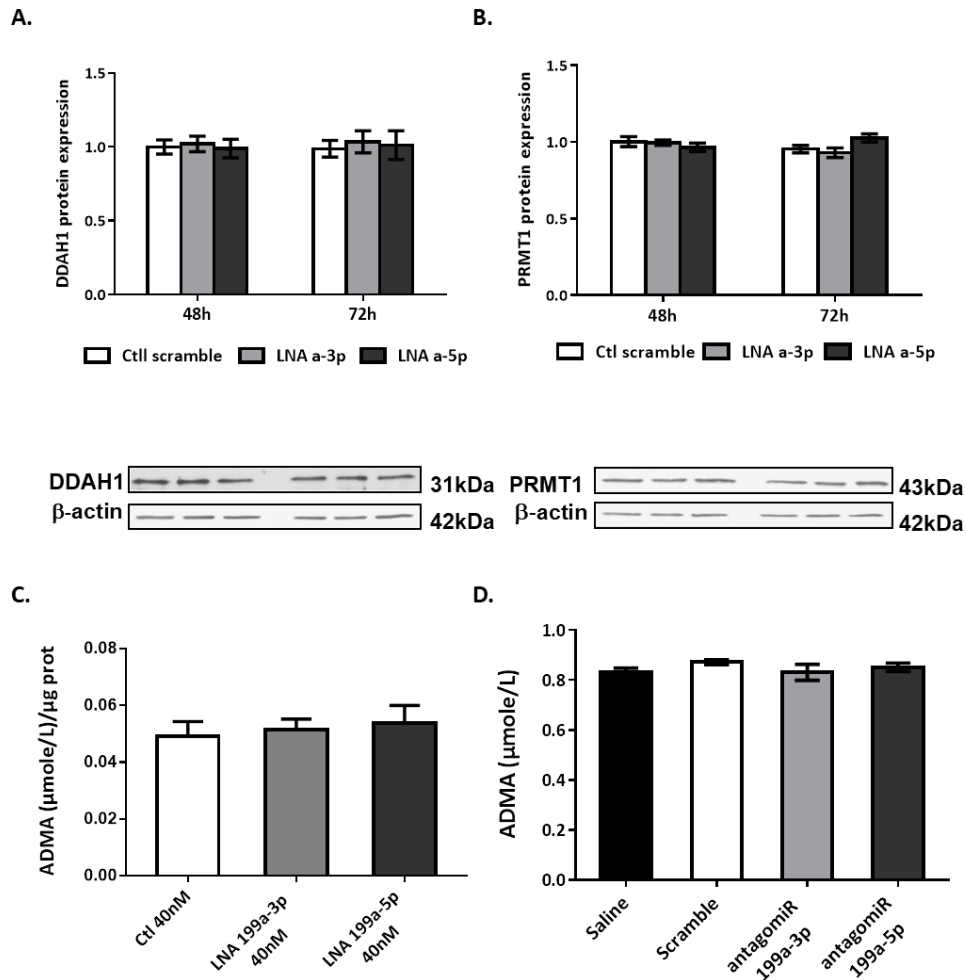 A.
DDAH1 protein expression
1.5
1.0
0.5
0.0
48h
72h
Ctll scramble
LNA a-3p
LNA a-5p
B.
PRMT1 protein expression
1.5
1.0
0.5
0.0
48h
72h
Ctl scramble
LNA a-3p
LNA a-5p
DDAH1
31kDa
β-actin
42kDa
PRMT1
43kDa
β-actin
42kDa
C.
ADMA (µmole/L)/µg prot
0.08
0.06
0.04
0.02
0.00
Ctl 40nM
LNA 199a-3p
40nM
LNA 199a-5p
40nM
D.
ADMA (µmole/L)
1.0
0.8
0.6
0.4
0.2
0.0
Saline
Scramble
antagomiR
199a-3p
antagomiR
199a-5p